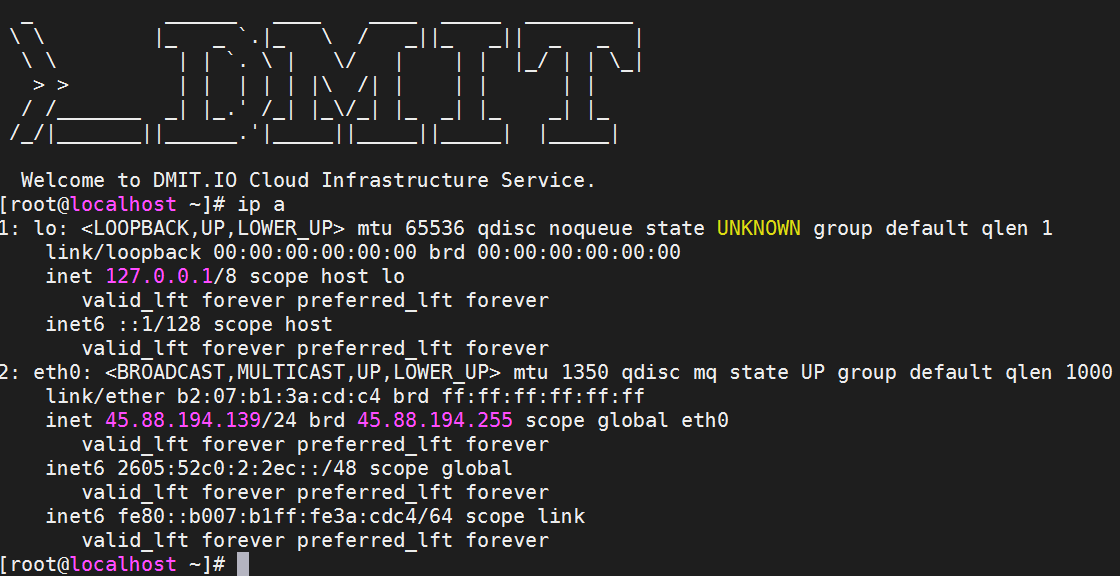 DMIT
Welcome to DMIT.IO Cloud Infrastructure Service.
[root@localhost ~]# ip a
1: lo: <LOOPBACK,UP,LOWER_UP> mtu 65536 qdisc noqueue state UNKNOWN group default qlen 1
link/loopback 00:00:00:00:00:00 brd 00:00:00:00:00:00
inet 127.0.0.1/8 scope host lo
valid_lft forever preferred_lft forever
inet6 ::1/128 scope host
valid_lft forever preferred_lft forever
2: eth0: <BROADCAST,MULTICAST,UP,LOWER_UP> mtu 1350 qdisc mq state UP group default qlen 1000
link/ether b2:07:b1:3a:cd:c4 brd ff:ff:ff:ff:ff:ff
inet 45.88.194.139/24 brd 45.88.194.255 scope global eth0
valid_lft forever preferred_lft forever
inet6 2605:52c0:2:2ec::/48 scope global
valid_lft forever preferred_lft forever
inet6 fe80::b007:b1ff:fe3a:cdc4/64 scope link
valid_lft forever preferred_lft forever
[root@localhost ~]#